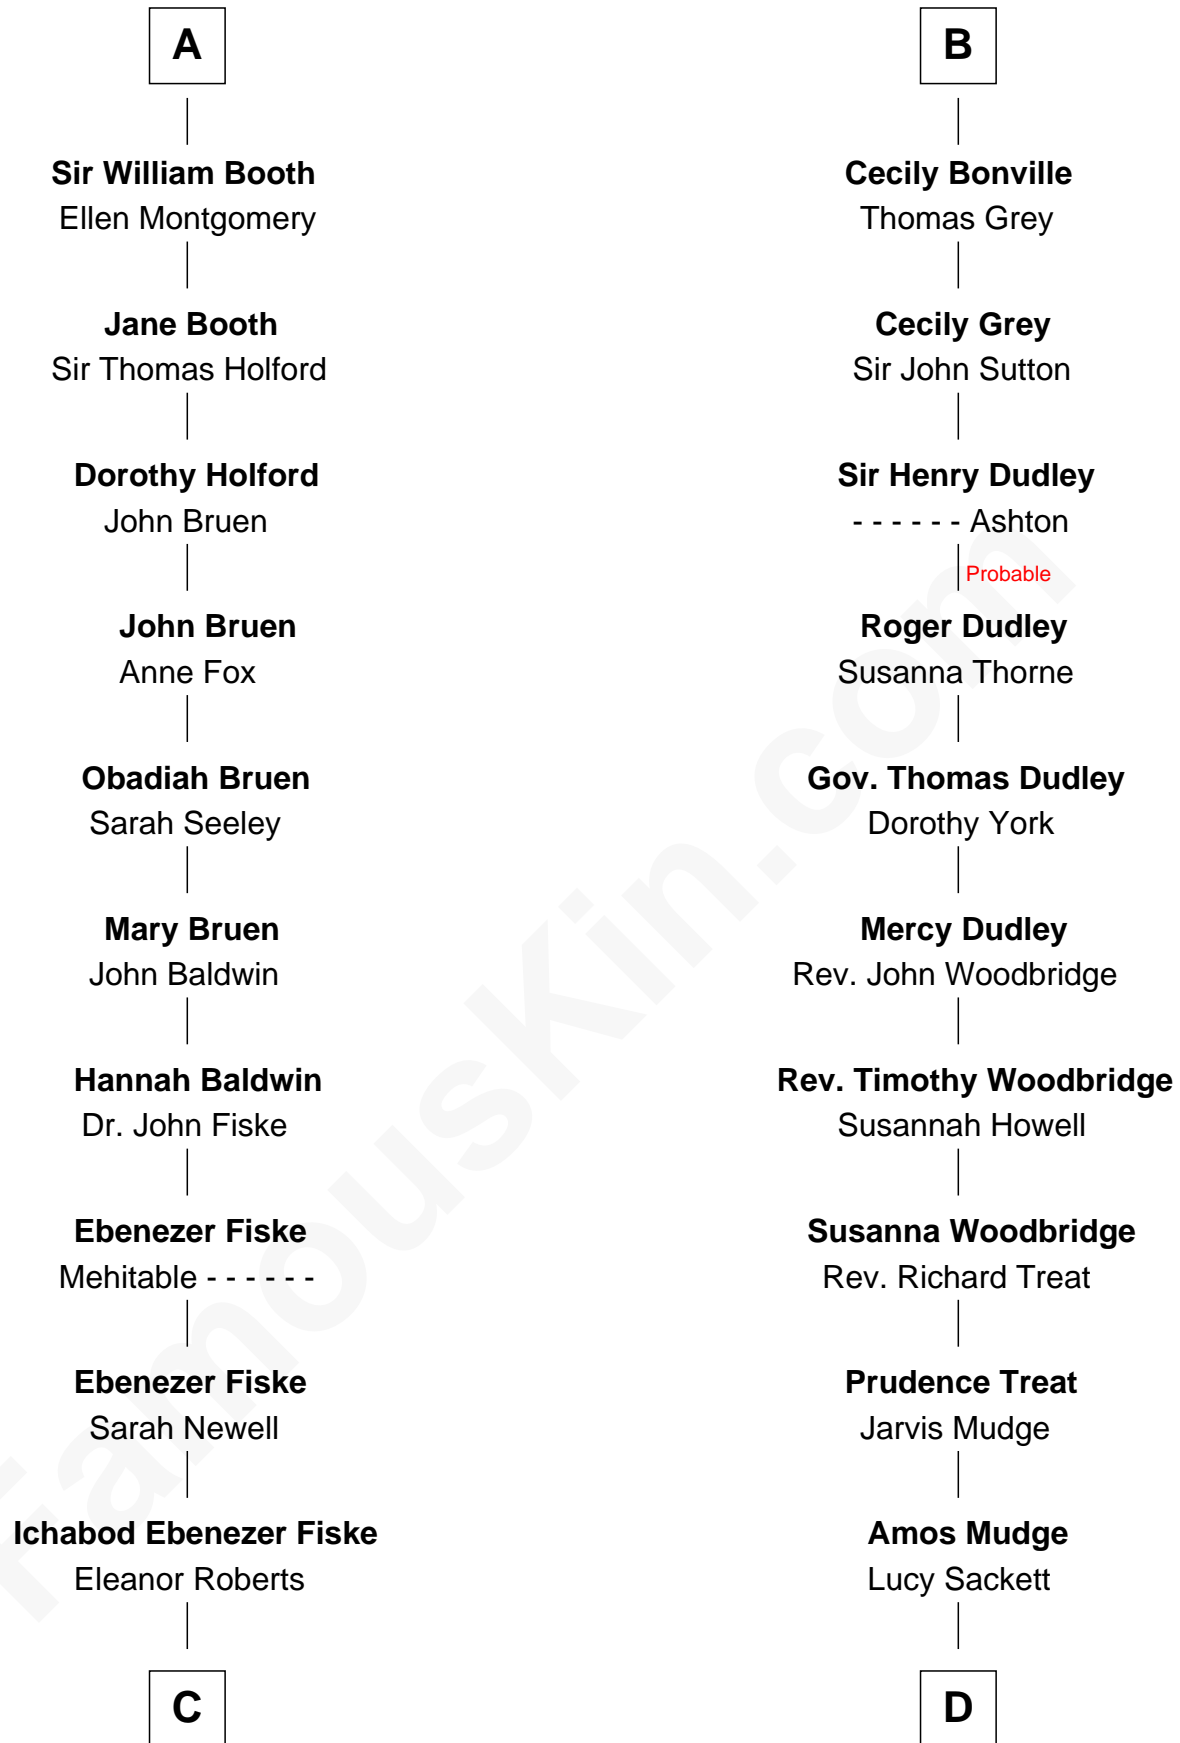 A
Sir William Booth
Ellen Montgomery
Jane Booth
Sir Thomas Holford
Dorothy Holford
John Bruen
John Bruen
Anne Fox
Obadiah Bruen
Sarah Seeley
Mary Bruen
John Baldwin
Hannah Baldwin
Dr. John Fiske
Ebenezer Fiske
Mehitable - - - - - -
Ebenezer Fiske
Sarah Newell
Ichabod Ebenezer Fiske
Eleanor Roberts
C
B
Cecily Bonville
Thomas Grey
Cecily Grey
Sir John Sutton
Sir Henry Dudley
- - - - - - Ashton
Probable
Roger Dudley
Susanna Thorne
Gov. Thomas Dudley
Dorothy York
Mercy Dudley
Rev. John Woodbridge
Rev. Timothy Woodbridge
Susannah Howell
Susanna Woodbridge
Rev. Richard Treat
Prudence Treat
Jarvis Mudge
Amos Mudge
Lucy Sackett
D
FamousKin.com